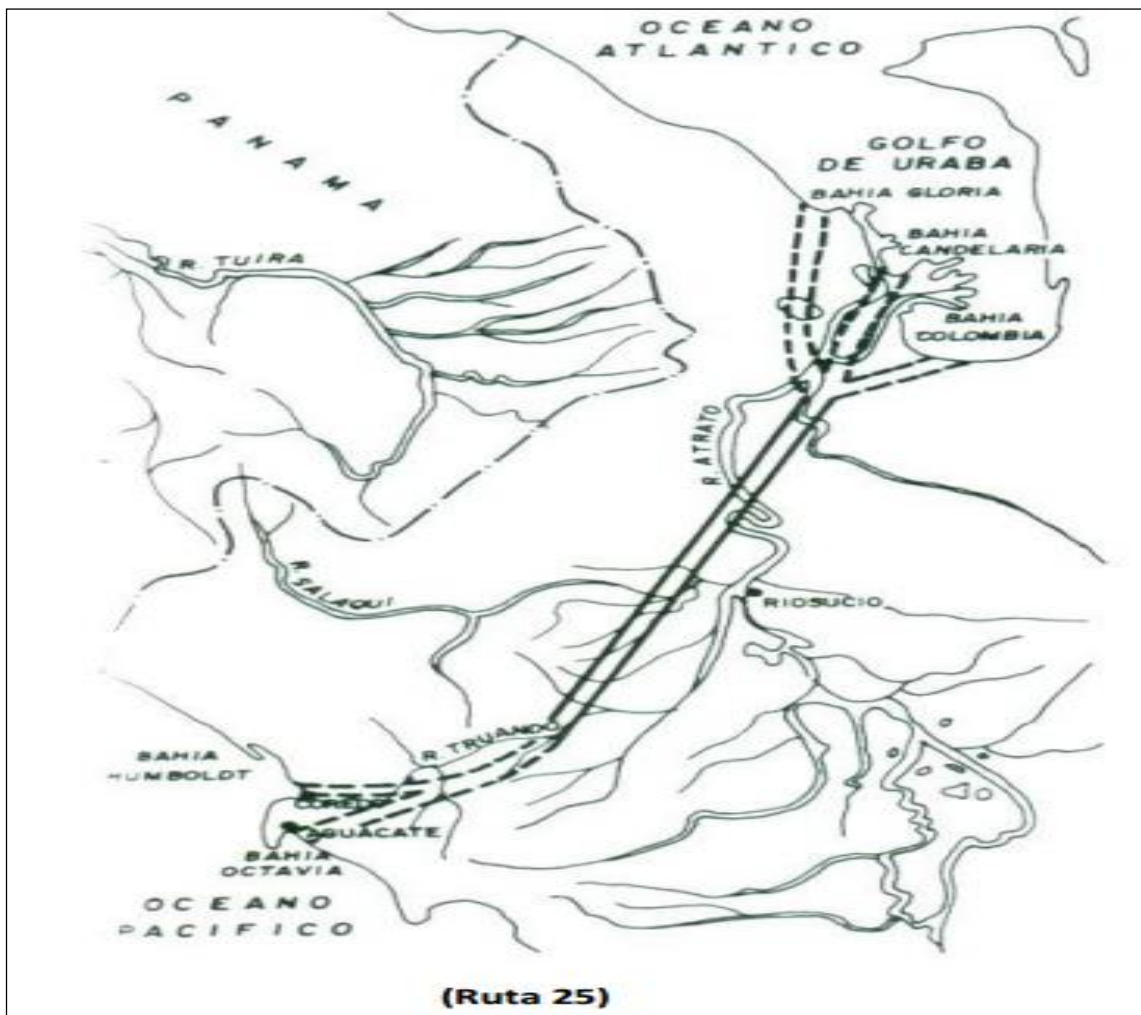 OCEANO
ATLANTICO
PANAMA
GOLFO
DE URABA
BAHIA GLORIA
BAHIA
CANDELARIA
R. TUIRA
BAHIA
COLOMBIA
R. ATRATO
R. SALAQUI
RIOSUCIO
R. TRUANDO
BAHIA
HUMBOLDT
AGUACATE
BAHIA
OCTAVIA
OCEANO
PACIFICO
(Ruta 25)